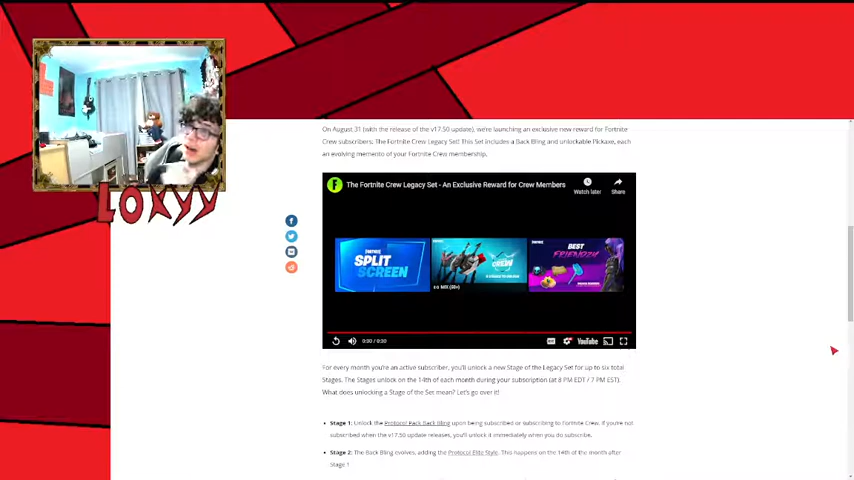 On August 31 (with the release of the v17.50 update), we're launching an exclusive new reward for Fortnite
Crew subscribers: The Fortnite Crew Legacy Set! This Set includes a Back Bling and unlockable Pickaxe, each
an evolving memento of your Fortnite Crew membership.
The Fortnite Crew Legacy Set - An Exclusive Reward for Crew Members
Watch later
Share
LOXYY
SPLIT
SCREEN
CREW
BEST
FRIENDZY
0:30 / 0:30
YouTube
For every month you're an active subscriber, you'll unlock a new Stage of the Legacy Set for up to six total
Stages. The Stages unlock on the 14th of each month during your subscription (at 8 PM EDT / 7 PM EST).
What does unlocking a Stage of the Set mean? Let's go over it!
Stage 1: Unlock the Protocol Pack Back Bling upon being subscribed or subscribing to Fortnite Crew. If you're not
subscribed when the v17.50 update releases, you'll unlock it immediately when you do subscribe.
Stage 2: The Back Bling evolves, adding the Protocol Elite Style. This happens on the 14th of the month after
Stage 1